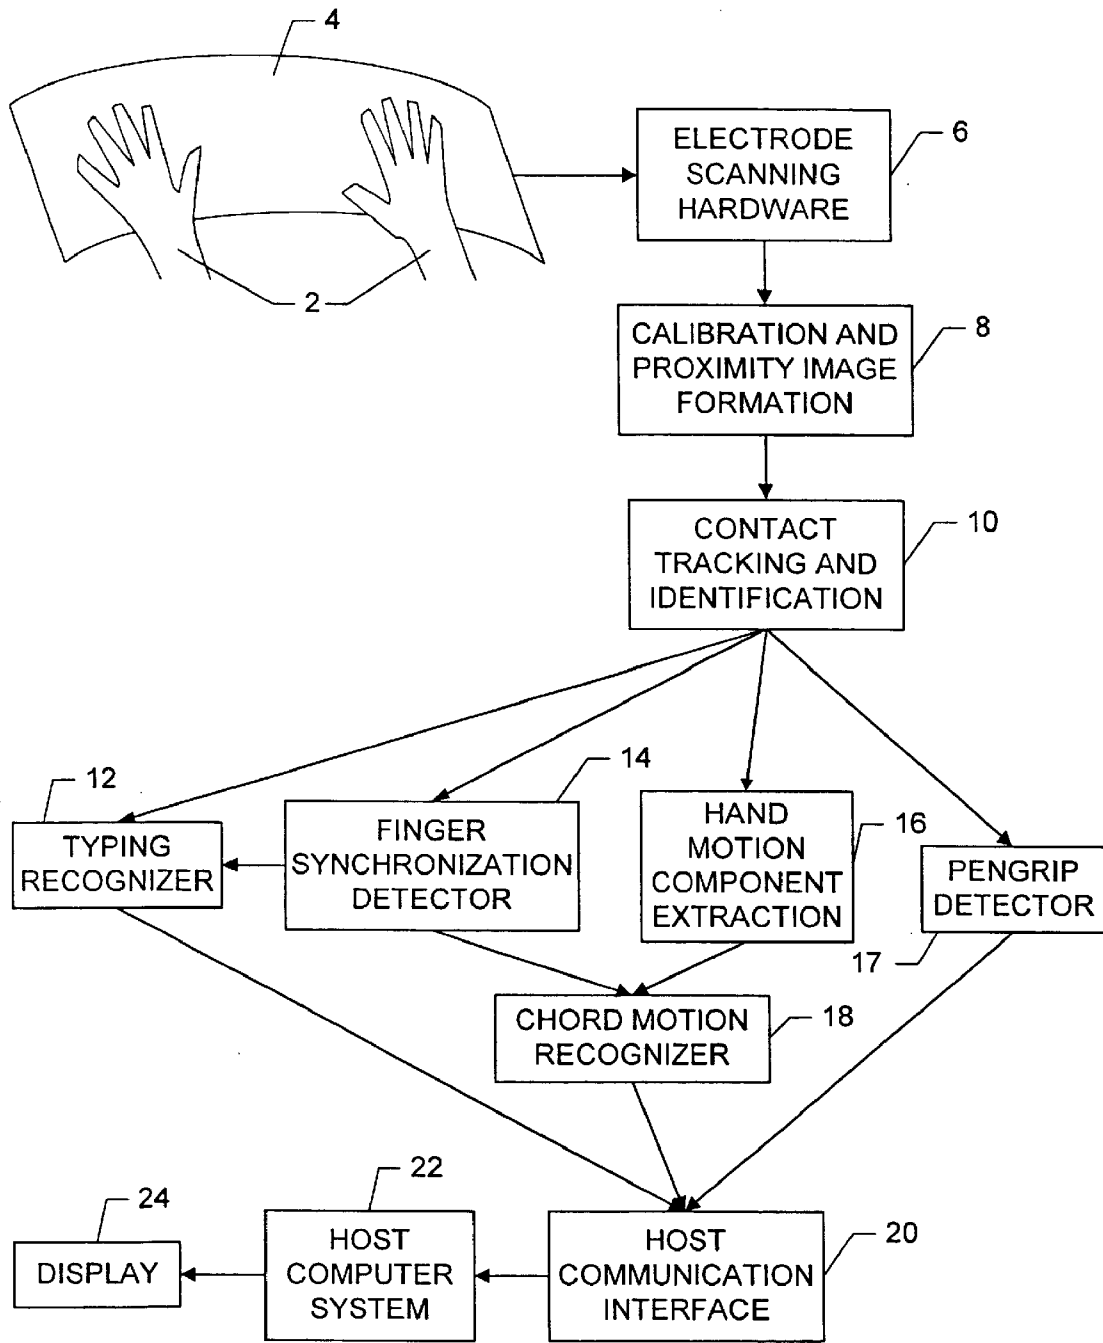 4
ELECTRODE
SCANNING
HARDWARE
6
2
CALIBRATION AND
PROXIMITY IMAGE
FORMATION
8
CONTACT
TRACKING AND
IDENTIFICATION
10
12
TYPING
RECOGNIZER
14
FINGER
SYNCHRONIZATION
DETECTOR
HAND
MOTION
COMPONENT
EXTRACTION
16
PENGRIP
DETECTOR
17
CHORD MOTION
RECOGNIZER
18
24
DISPLAY
22
HOST
COMPUTER
SYSTEM
HOST
COMMUNICATION
INTERFACE
20